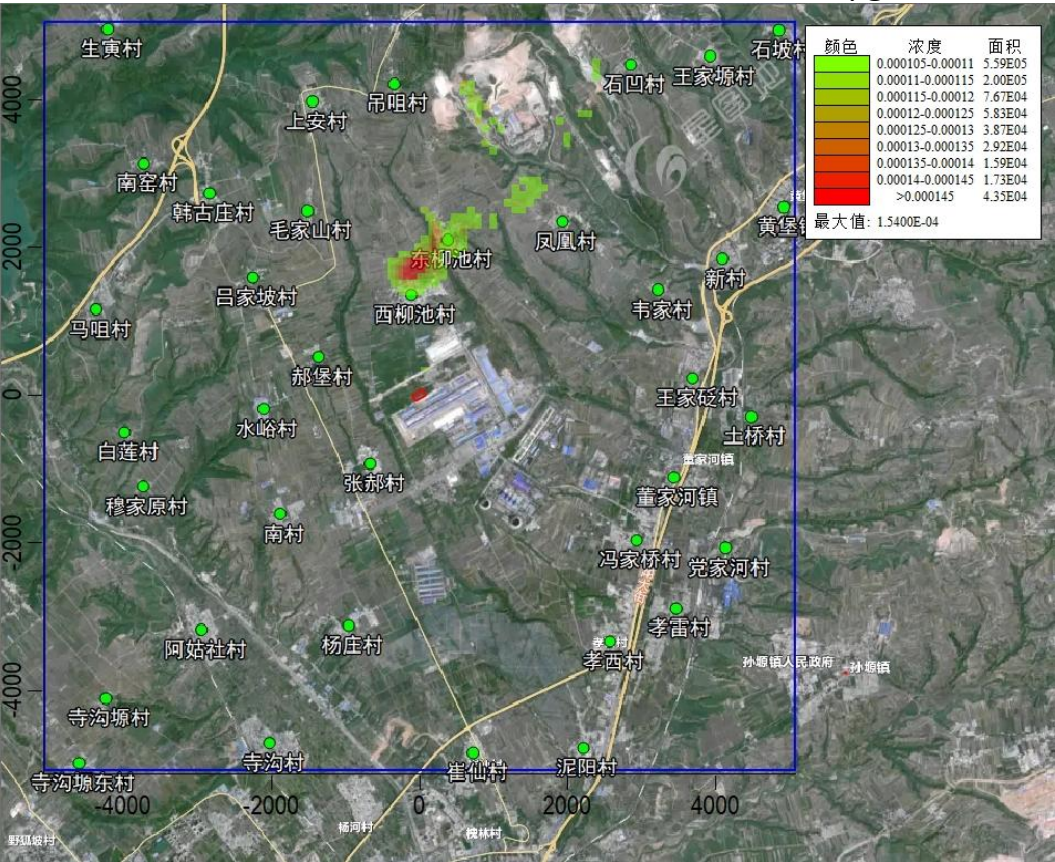 颜色 浓度 面积
0.000105-0.00011 5.59E05
0.00011-0.000115 2.00E05
0.000115-0.00012 7.67E04
0.00012-0.000125 5.83E04
0.000125-0.00013 3.87E04
0.00013-0.000135 2.92E04
0.000135-0.00014 1.59E04
0.00014-0.000145 1.73E04
>0.000145 4.35E04
最大值: 1.5400E-04
生寅村
石坡村
石凹村
王家塬村
吊咀村
上安村
南窑村
韩古庄村
毛家山村
凤凰村
黄堡
东柳池村
新村
吕家坡村
西柳池村
韦家村
马咀村
郝堡村
王家砭村
水峪村
土桥村
白莲村
董家河镇
张郝村
董家河镇
穆家原村
南村
冯家桥村
党家河村
孝雷村
阿姑社村
杨庄村
孝西村
孙塬镇人民政府
孙塬镇
寺沟塬村
寺沟村
崔仙村
泥阳村
寺沟塬东村
杨河村
槐林村
野狐坡村
4000
2000
0
-2000
-4000
-4000 -2000 0 2000 4000